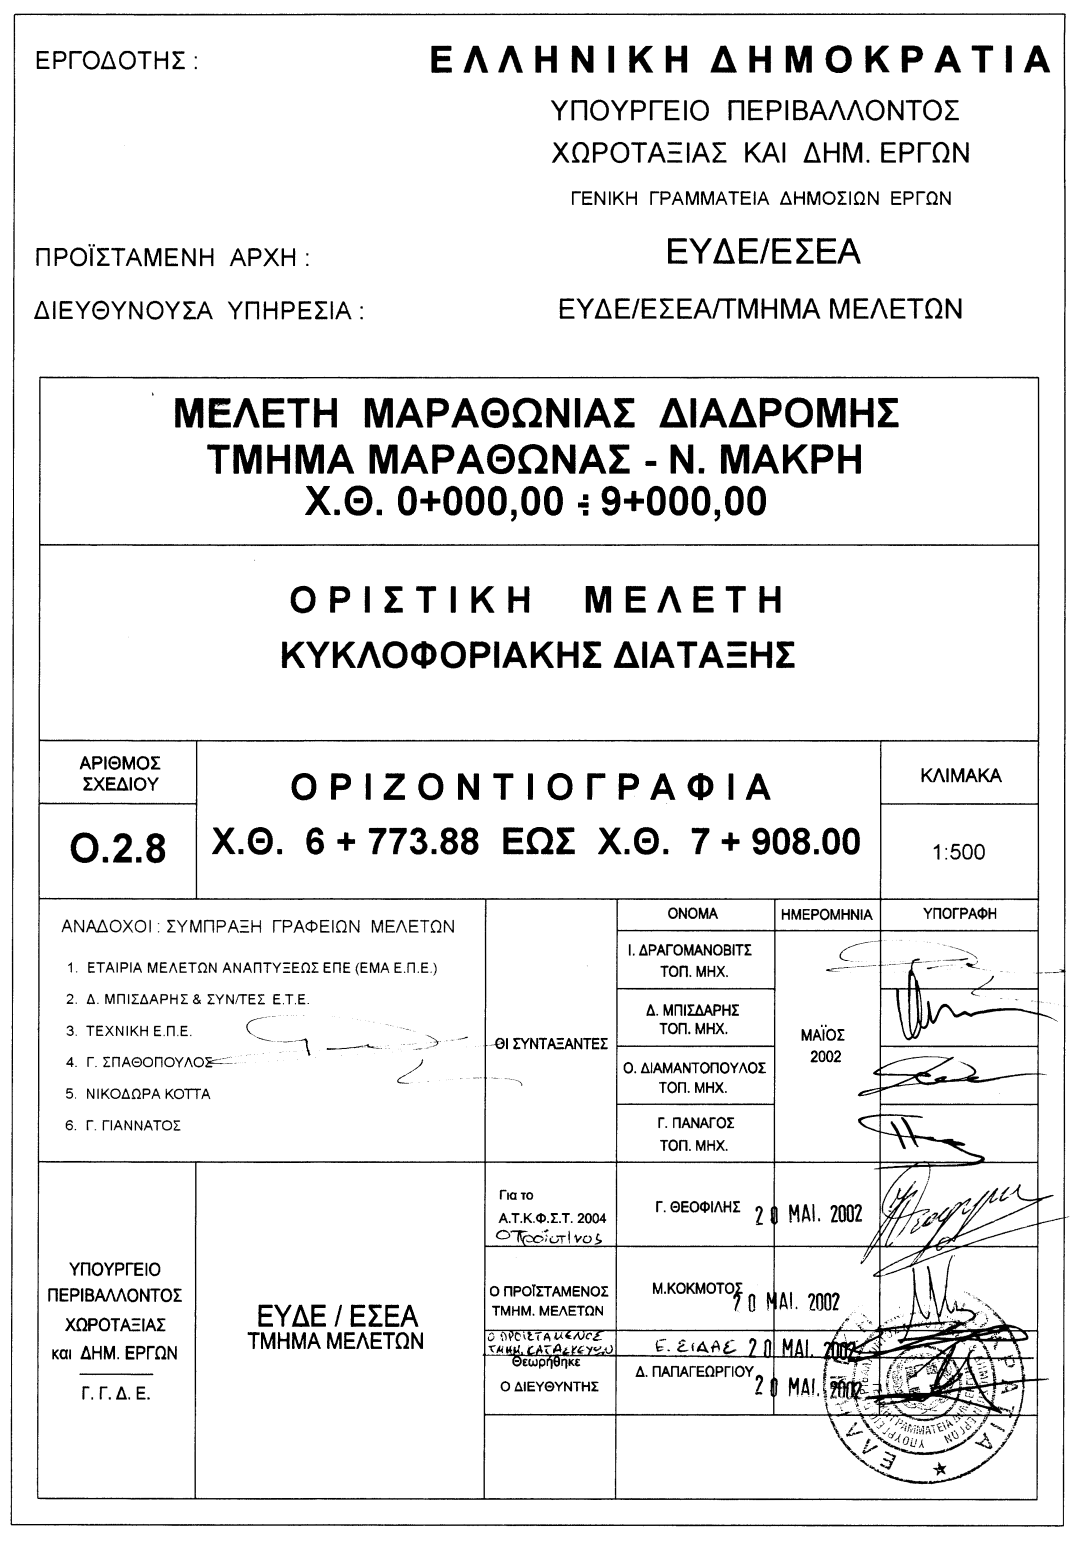 ΕΡΓΟΔΟΤΗΣ :
ΕΛΛΗΝΙΚΗ ΔΗΜΟΚΡΑΤΙΑ
ΥΠΟΥΡΓΕΙΟ ΠΕΡΙΒΑΛΛΟΝΤΟΣ
ΧΩΡΟΤΑΞΙΑΣ ΚΑΙ ΔΗΜ. ΕΡΓΩΝ
ΓΕΝΙΚΗ ΓΡΑΜΜΑΤΕΙΑ ΔΗΜΟΣΙΩΝ ΕΡΓΩΝ
ΠΡΟΪΣΤΑΜΕΝΗ ΑΡΧΗ :
ΕΥΔΕ/ΕΣΕΑ
ΔΙΕΥΘΥΝΟΥΣΑ ΥΠΗΡΕΣΙΑ :
ΕΥΔΕ/ΕΣΕΑ/ΤΜΗΜΑ ΜΕΛΕΤΩΝ
ΜΕΛΕΤΗ ΜΑΡΑΘΩΝΙΑΣ ΔΙΑΔΡΟΜΗΣ
ΤΜΗΜΑ ΜΑΡΑΘΩΝΑΣ - Ν. ΜΑΚΡΗ
Χ.Θ. 0+000,00 ÷ 9+000,00
ΟΡΙΣΤΙΚΗ ΜΕΛΕΤΗ
ΚΥΚΛΟΦΟΡΙΑΚΗΣ ΔΙΑΤΑΞΗΣ
ΑΡΙΘΜΟΣ
ΣΧΕΔΙΟΥ
Ο.2.8
ΟΡΙΖΟΝΤΙΟΓΡΑΦΙΑ
Χ.Θ. 6 + 773.88 ΕΩΣ Χ.Θ. 7 + 908.00
ΚΛΙΜΑΚΑ
1:500
ΑΝΑΔΟΧΟΙ : ΣΥΜΠΡΑΞΗ ΓΡΑΦΕΙΩΝ ΜΕΛΕΤΩΝ
1. ΕΤΑΙΡΙΑ ΜΕΛΕΤΩΝ ΑΝΑΠΤΥΞΕΩΣ ΕΠΕ (ΕΜΑ Ε.Π.Ε.)
2. Δ. ΜΠΙΣΔΑΡΗΣ & ΣΥΝ/ΤΕΣ Ε.Τ.Ε.
3. ΤΕΧΝΙΚΗ Ε.Π.Ε.
4. Γ. ΣΠΑΘΟΠΟΥΛΟΣ
5. ΝΙΚΟΔΩΡΑ ΚΟΤΤΑ
6. Γ. ΓΙΑΝΝΑΤΟΣ
ΟΙ ΣΥΝΤΑΞΑΝΤΕΣ
ΟΝΟΜΑ
ΗΜΕΡΟΜΗΝΙΑ
ΥΠΟΓΡΑΦΗ
Ι. ΔΡΑΓΟΜΑΝΟΒΙΤΣ
ΤΟΠ. ΜΗΧ.
Δ. ΜΠΙΣΔΑΡΗΣ
ΤΟΠ. ΜΗΧ.
Ο. ΔΙΑΜΑΝΤΟΠΟΥΛΟΣ
ΤΟΠ. ΜΗΧ.
Γ. ΠΑΝΑΓΟΣ
ΤΟΠ. ΜΗΧ.
ΜΑΪΟΣ
2002
ΥΠΟΥΡΓΕΙΟ
ΠΕΡΙΒΑΛΛΟΝΤΟΣ
ΧΩΡΟΤΑΞΙΑΣ
και ΔΗΜ. ΕΡΓΩΝ
Γ. Γ. Δ. Ε.
ΕΥΔΕ / ΕΣΕΑ
ΤΜΗΜΑ ΜΕΛΕΤΩΝ
Για το
Α.Τ.Κ.Φ.Σ.Τ. 2004
Γ. ΘΕΟΦΙΛΗΣ
20 ΜΑΙ. 2002
Ο ΠΡΟΪΣΤΑΜΕΝΟΣ
ΤΜΗΜ. ΜΕΛΕΤΩΝ
Μ.ΚΟΚΜΟΤΟΣ
20 ΜΑΙ. 2002
Ο ΠΡΟΪΣΤΑΜΕΝΟΣ
ΤΜΗΜ. ΚΑΤΑΣΚΕΥΩΝ
Ε. ΣΙΔΑΣ
20 ΜΑΙ. 2002
Θεωρήθηκε
Ο ΔΙΕΥΘΥΝΤΗΣ
Δ. ΠΑΠΑΓΕΩΡΓΙΟΥ
20 ΜΑΙ. 2002